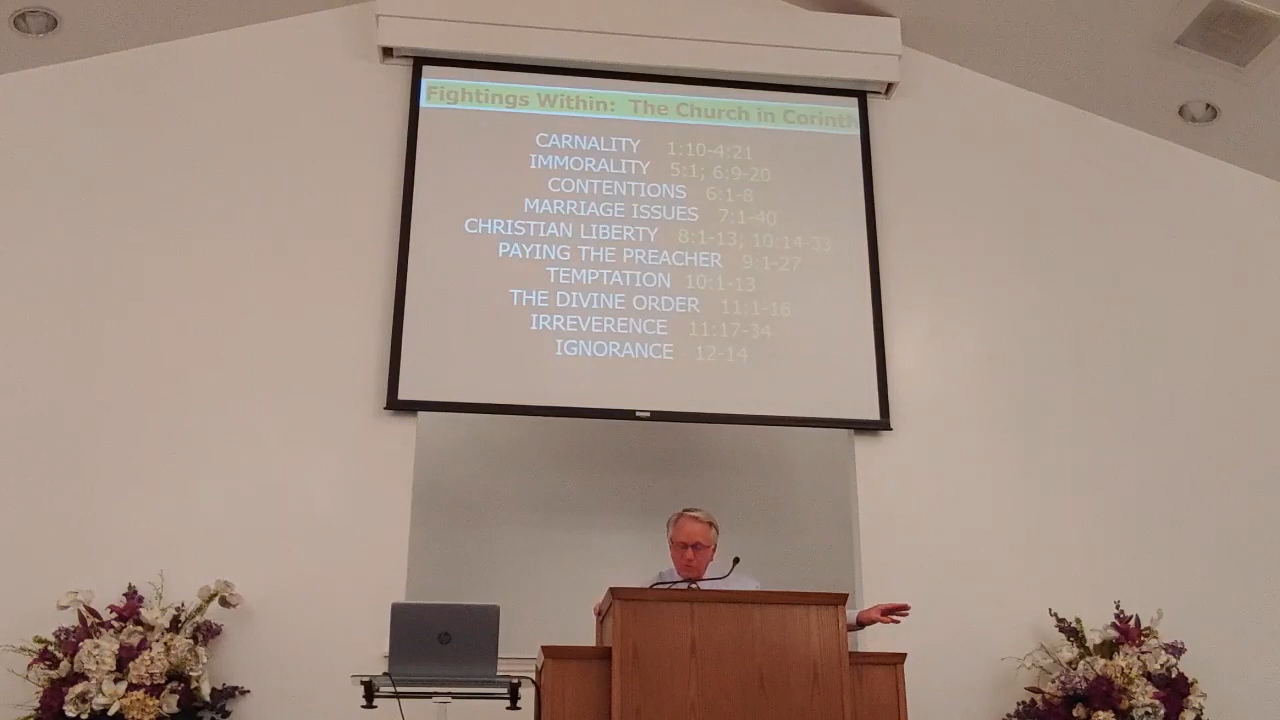 Fightings Within: The Church in Corinth
CARNALITY 1:10-4:21
IMMORALITY 5:1; 6:9-20
CONTENTIONS 6:1-8
MARRIAGE ISSUES 7:1-40
CHRISTIAN LIBERTY 8:1-13; 10:14-33
PAYING THE PREACHER 9:1-27
TEMPTATION 10:1-13
THE DIVINE ORDER 11:1-16
IRREVERENCE 11:17-34
IGNORANCE 12-14
hp